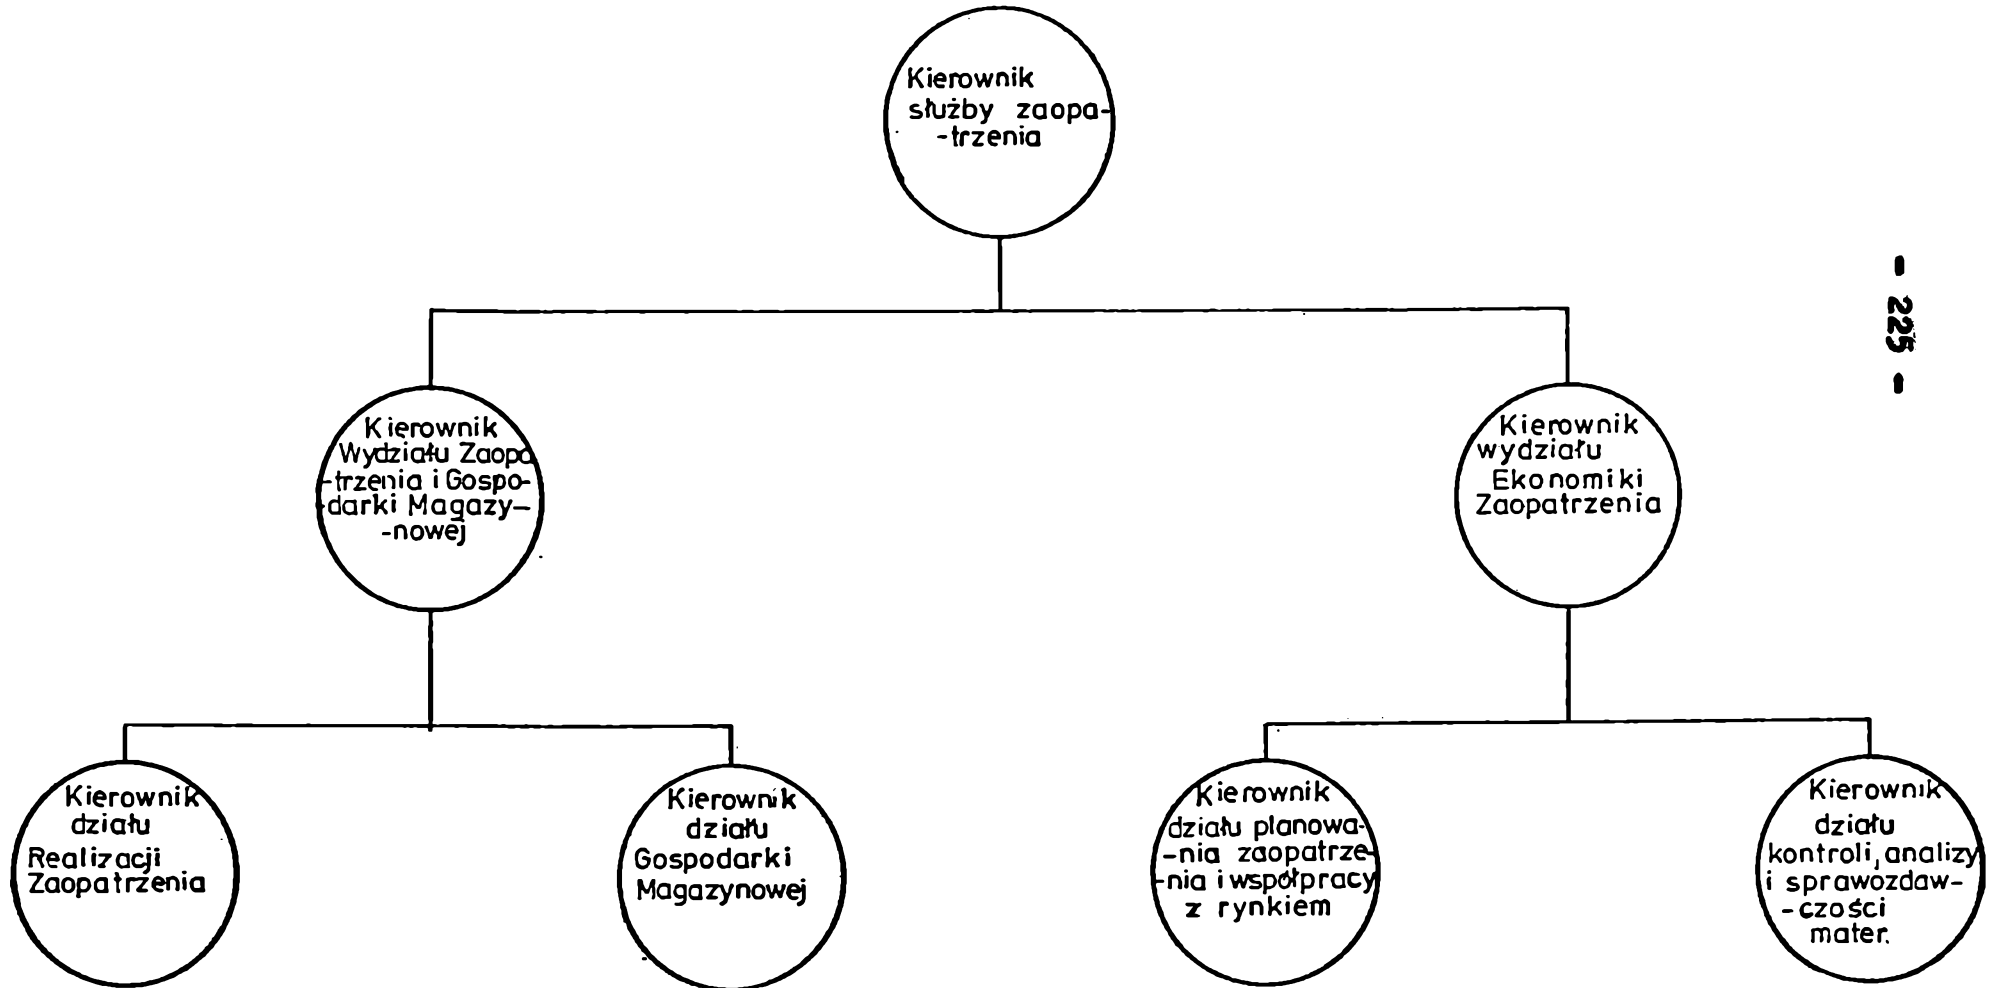 Kierownik
służby zaopa-
-trzenia
- 225 -
Kierownik
Wydziału Zaopa
-trzenia i Gospo-
-darki Magazy-
-nowej
Kierownik
wydziału
Ekonomiki
Zaopatrzenia
Kierownik
działu
Realizacji
Zaopatrzenia
Kierownik
działu
Gospodarki
Magazynowej
Kierownik
działu planowa-
-nia zaopatrze-
-nia i współpracy
z rynkiem
Kierownik
działu
kontroli, analizy
i sprawozdaw-
-czości
mater.